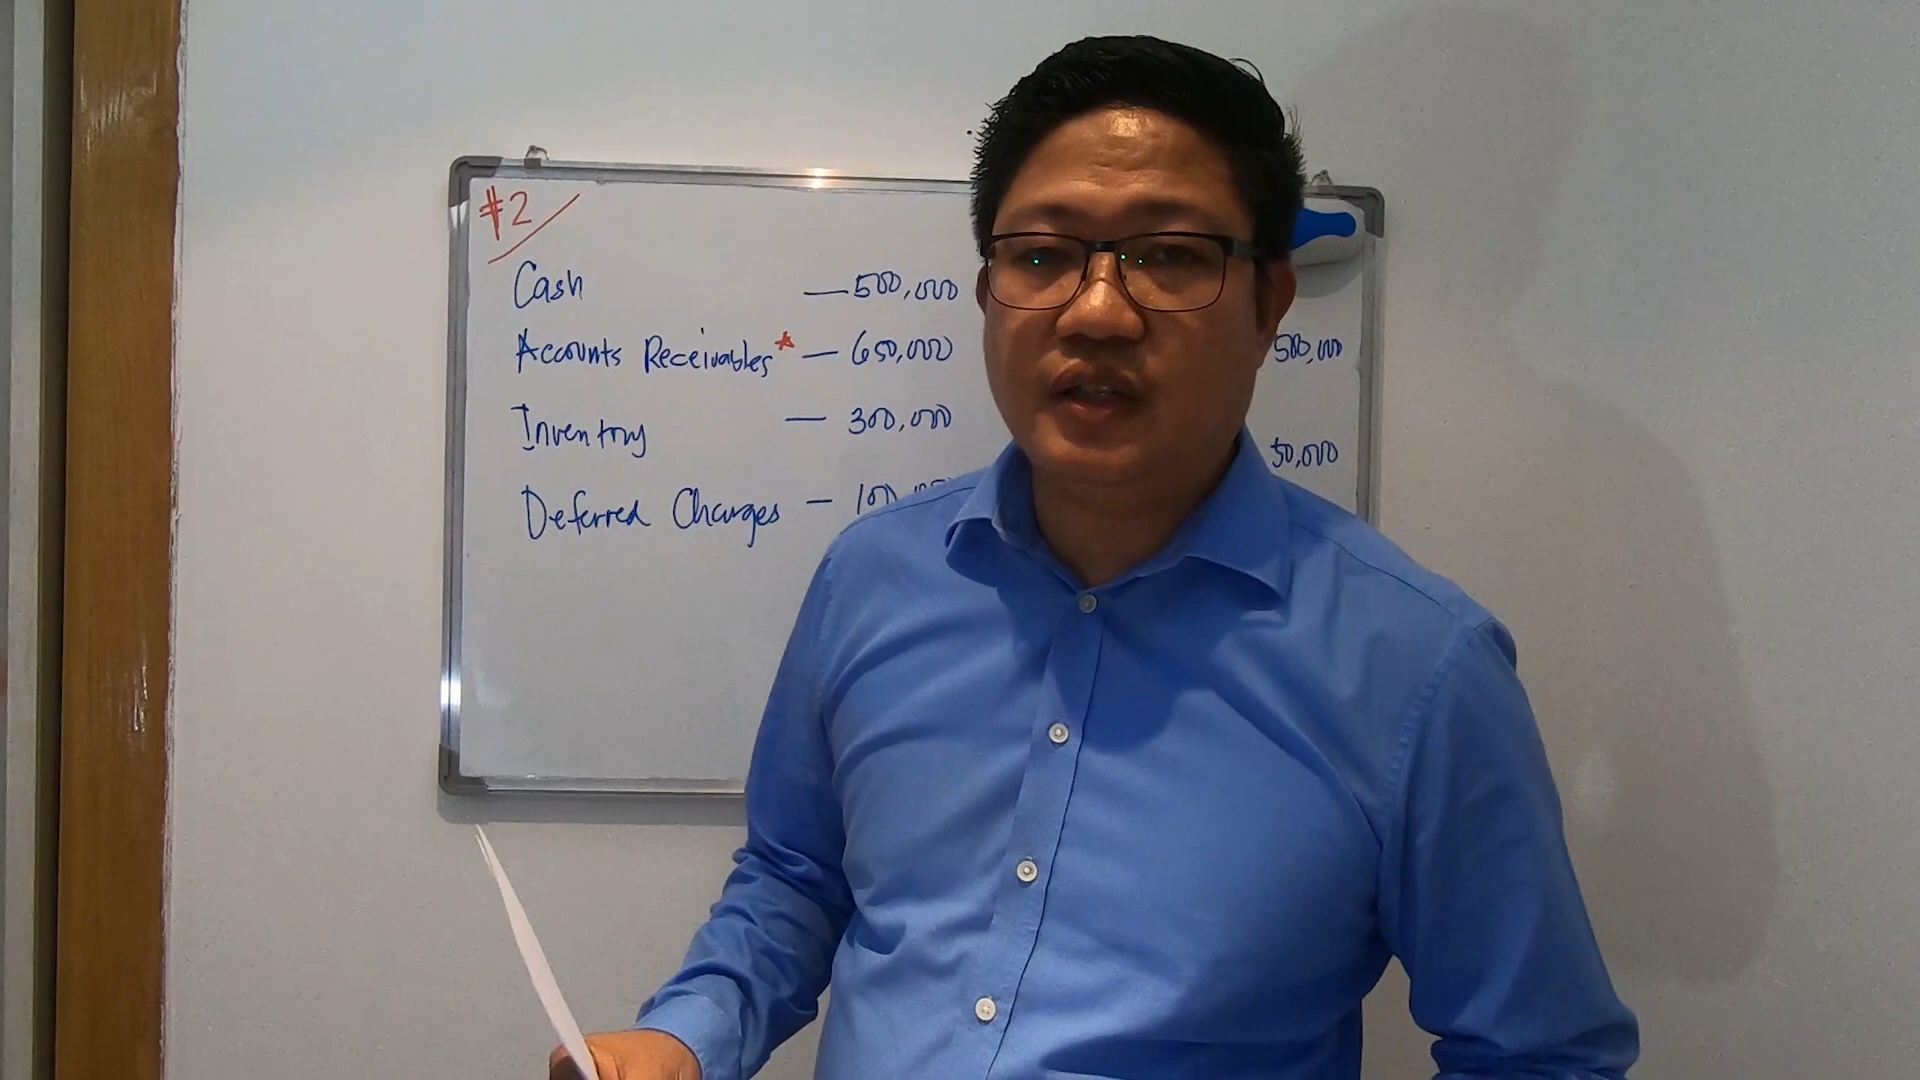 #2
Cash — 500,000
Accounts Receivables* — 650,000 500,000
Inventory — 300,000
50,000
Deferred Charges —